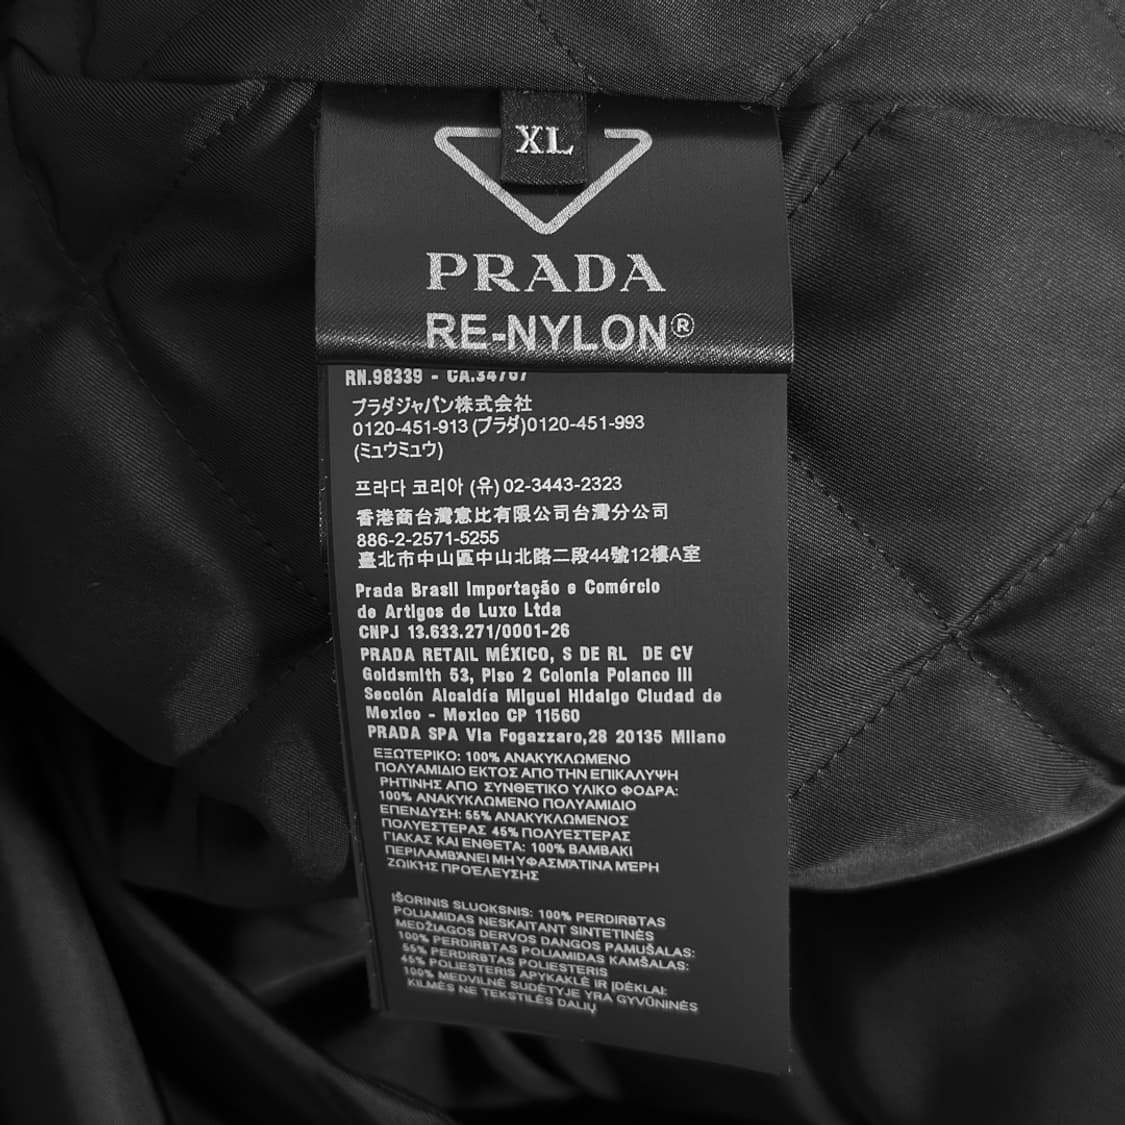 XL
PRADA
RE-NYLON®
RN.98339 - CA.34767
プラダジャパン株式会社
0120-451-913 (プラダ)0120-451-993
(ミュウミュウ)
프라다 코리아 (유) 02-3443-2323
香港商台灣意比有限公司台灣分公司
886-2-2571-5255
臺北市中山區中山北路二段44號12樓A室
Prada Brasil Importação e Comércio
de Artigos de Luxo Ltda
CNPJ 13.633.271/0001-26
PRADA RETAIL MÉXICO, S DE RL DE CV
Goldsmith 53, Piso 2 Colonia Polanco III
Sección Alcaldía Miguel Hidalgo Ciudad de
Mexico - Mexico CP 11560
PRADA SPA Via Fogazzaro,28 20135 Milano
ΕΞΩΤΕΡΙΚΟ: 100% ΑΝΑΚΥΚΛΩΜΕΝΟ
ΠΟΛΥΑΜΙΔΙΟ ΕΚΤΟΣ ΑΠΟ ΤΗΝ ΕΠΙΚΑΛΥΨΗ
ΡΗΤΙΝΗΣ ΑΠΟ ΣΥΝΘΕΤΙΚΟ ΥΛΙΚΟ ΦΟΔΡΑ:
100% ΑΝΑΚΥΚΛΩΜΕΝΟ ΠΟΛΥΑΜΙΔΙΟ
ΕΠΕΝΔΥΣΗ: 55% ΑΝΑΚΥΚΛΩΜΕΝΟΣ
ΠΟΛΥΕΣΤΕΡΑΣ 45% ΠΟΛΥΕΣΤΕΡΑΣ
ΓΙΑΚΑΣ ΚΑΙ ΕΝΘΕΤΑ: 100% ΒΑΜΒΑΚΙ
ΠΕΡΙΛΑΜΒΆΝΕΙ ΜΗ ΥΦΑΣΜΆΤΙΝΑ ΜΈΡΗ
ΖΩΙΚΉΣ ΠΡΟΈΛΕΥΣΗΣ
IŠORINIS SLUOKSNIS: 100% PERDIRBTAS
POLIAMIDAS NESKAITANT SINTETINĖS
MEDŽIAGOS DERVOS DANGOS PAMUŠALAS:
100% PERDIRBTAS POLIAMIDAS KAMŠALAS:
55% PERDIRBTAS POLIESTERIS
45% POLIESTERIS APYKAKLĖ IR ĮDĖKLAI:
100% MEDVILNĖ SUDĖTYJE YRA GYVŪNINĖS
KILMĖS NE TEKSTILĖS DALIŲ